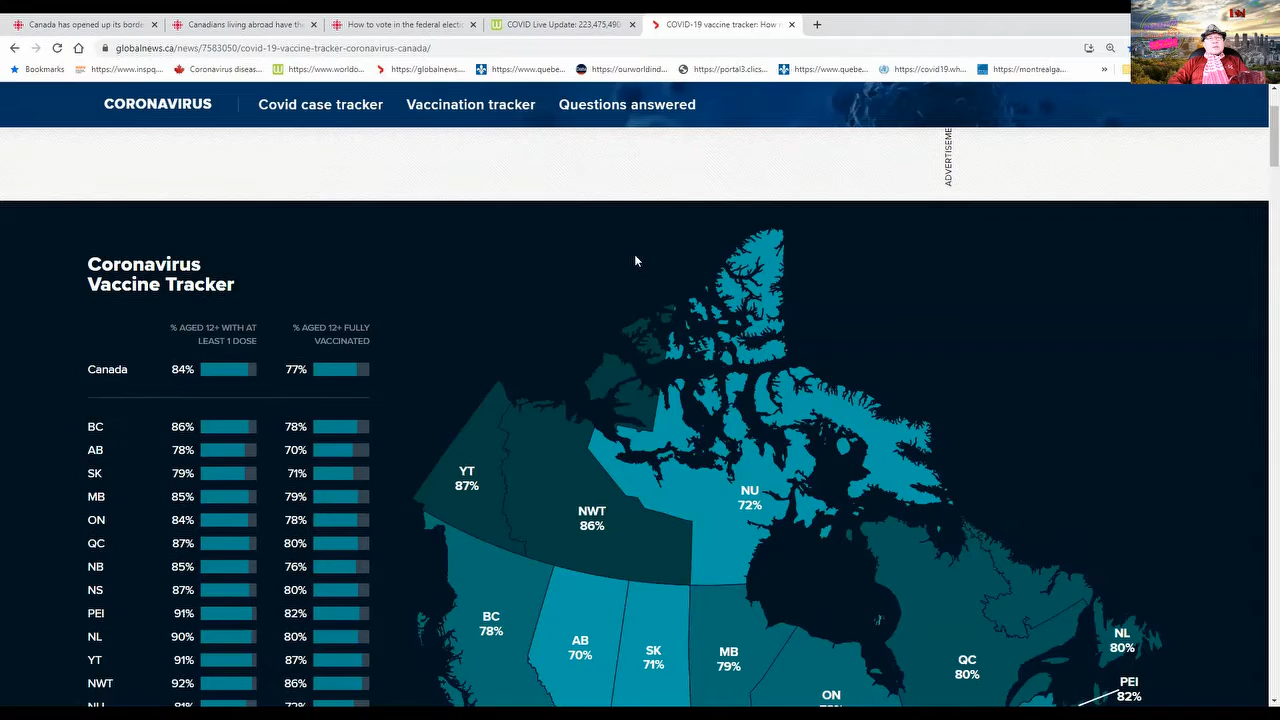 Canada has opened up its borde
Canadians living abroad have the
How to vote in the federal electi
COVID Live Update: 223,475,490
COVID-19 vaccine tracker: How
globalnews.ca/news/7583050/covid-19-vaccine-tracker-coronavirus-canada/
Bookmarks
https://www.inspq....
Coronavirus diseas...
https://www.worldo...
https://globalnews....
https://www.quebe...
https://ourworldind...
https://portal3.clics...
https://www.quebe...
https://covid19.wh...
https://montrealga...
CORONAVIRUS
Covid case tracker
Vaccination tracker
Questions answered
ADVERTISEME
Coronavirus
Vaccine Tracker
% AGED 12+ WITH AT
LEAST 1 DOSE
% AGED 12+ FULLY
VACCINATED
Canada 84% 77%
BC 86% 78%
AB 78% 70%
SK 79% 71%
MB 85% 79%
ON 84% 78%
QC 87% 80%
NB 85% 76%
NS 87% 80%
PEI 91% 82%
NL 90% 80%
YT 91% 87%
NWT 92% 86%
NU 81% 72%
YT
87%
NWT
86%
NU
72%
BC
78%
AB
70%
SK
71%
MB
79%
ON
QC
80%
NL
80%
PEI
82%